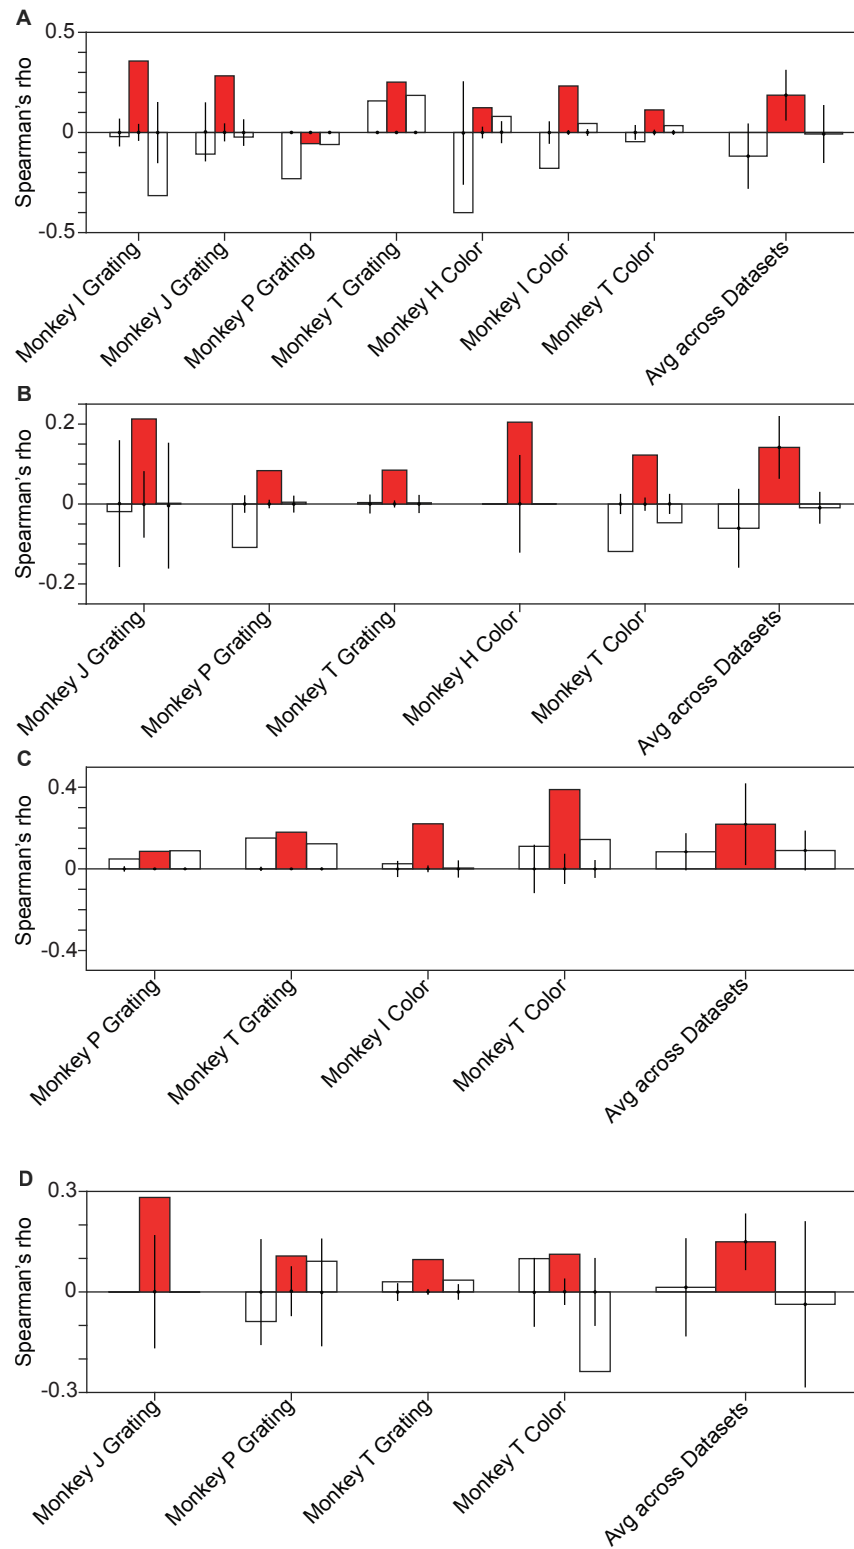 A
0.5
0
-0.5
Spearman's rho
Monkey I Grating
Monkey J Grating
Monkey P Grating
Monkey T Grating
Monkey H Color
Monkey I Color
Monkey T Color
Avg across Datasets
B
0.2
0
-0.2
Spearman's rho
Monkey J Grating
Monkey P Grating
Monkey T Grating
Monkey H Color
Monkey T Color
Avg across Datasets
C
0.4
0
-0.4
Spearman's rho
Monkey P Grating
Monkey T Grating
Monkey I Color
Monkey T Color
Avg across Datasets
D
0.3
0
-0.3
Spearman's rho
Monkey J Grating
Monkey P Grating
Monkey T Grating
Monkey T Color
Avg across Datasets